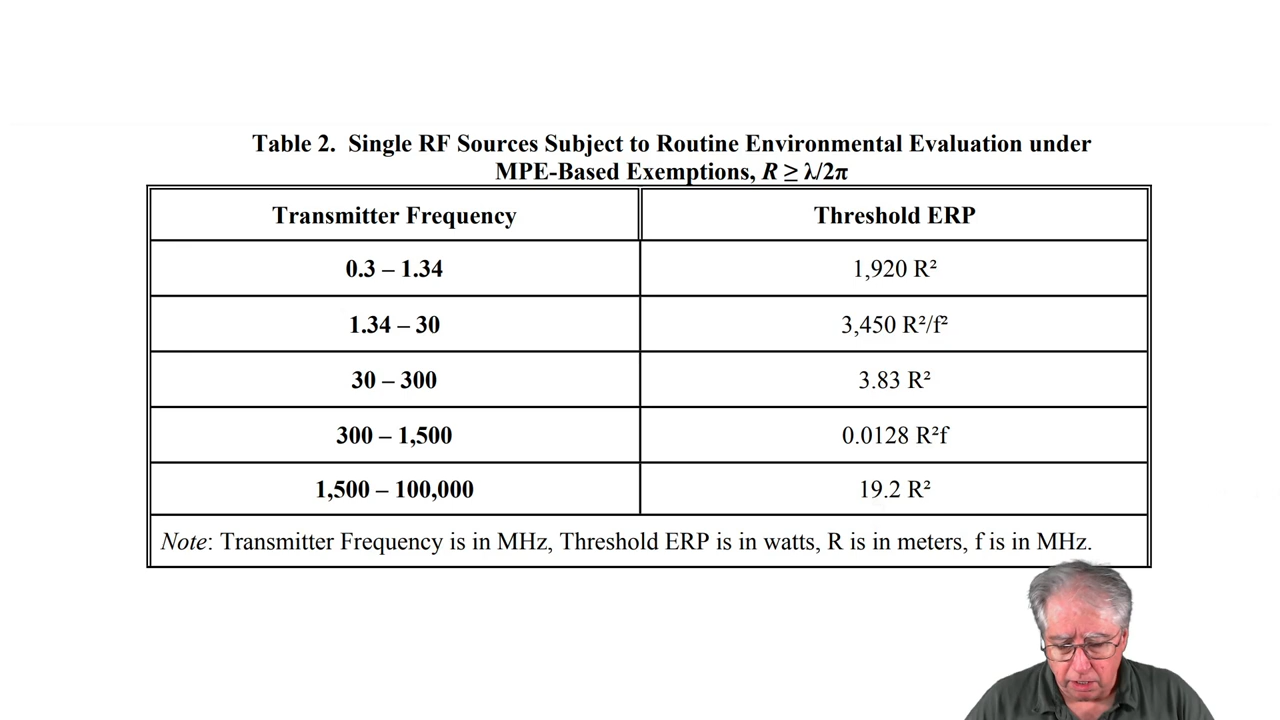 Table 2. Single RF Sources Subject to Routine Environmental Evaluation under
MPE-Based Exemptions, R ≥ λ/2π
Transmitter Frequency Threshold ERP
0.3 – 1.34 1,920 R²
1.34 – 30 3,450 R²/f²
30 – 300 3.83 R²
300 – 1,500 0.0128 R²f
1,500 – 100,000 19.2 R²
Note: Transmitter Frequency is in MHz, Threshold ERP is in watts, R is in meters, f is in MHz.